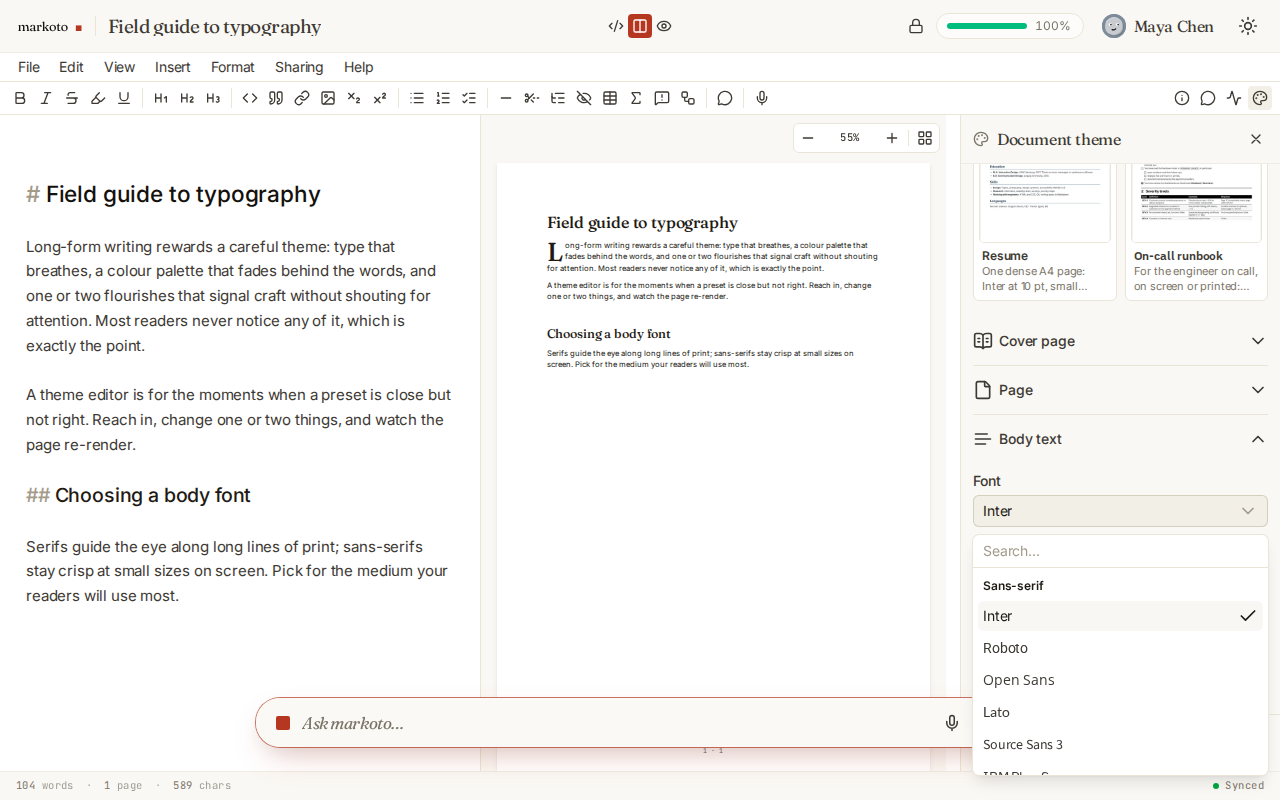 markoto
Field guide to typography
100%
Maya Chen
File Edit View Insert Format Sharing Help
H1 H2 H3
55%
Document theme
# Field guide to typography
Long-form writing rewards a careful theme: type that
breathes, a colour palette that fades behind the words, and
one or two flourishes that signal craft without shouting for
attention. Most readers never notice any of it, which is
exactly the point.
A theme editor is for the moments when a preset is close but
not right. Reach in, change one or two things, and watch the
page re-render.
## Choosing a body font
Serifs guide the eye along long lines of print; sans-serifs
stay crisp at small sizes on screen. Pick for the medium your
readers will use most.
Field guide to typography
Long-form writing rewards a careful theme: type that breathes, a colour palette that
fades behind the words, and one or two flourishes that signal craft without shouting
for attention. Most readers never notice any of it, which is exactly the point.
A theme editor is for the moments when a preset is close but not right. Reach in, change
one or two things, and watch the page re-render.
Choosing a body font
Serifs guide the eye along long lines of print; sans-serifs stay crisp at small sizes on
screen. Pick for the medium your readers will use most.
1 · 1
Resume
One dense A4 page:
Inter at 10 pt, small...
On-call runbook
For the engineer on call,
on screen or printed:...
Cover page
Page
Body text
Font
Inter
Search...
Sans-serif
Inter
Roboto
Open Sans
Lato
Source Sans 3
Ask markoto...
104 words · 1 page · 589 chars
Synced